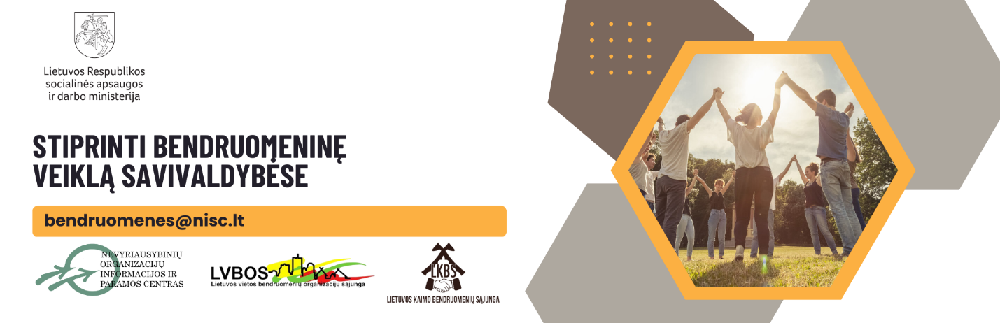 Lietuvos Respublikos
socialinės apsaugos
ir darbo ministerija
STIPRINTI BENDRUOMENINĘ
VEIKLĄ SAVIVALDYBĖSE
bendruomenes@nisc.lt
NEVYRIAUSYBINIŲ
ORGANIZACIJŲ
INFORMACIJOS IR
PARAMOS CENTRAS
LVBOS
Lietuvos vietos bendruomenių organizacijų sąjunga
LKBS
LIETUVOS KAIMO BENDRUOMENIŲ SĄJUNGA